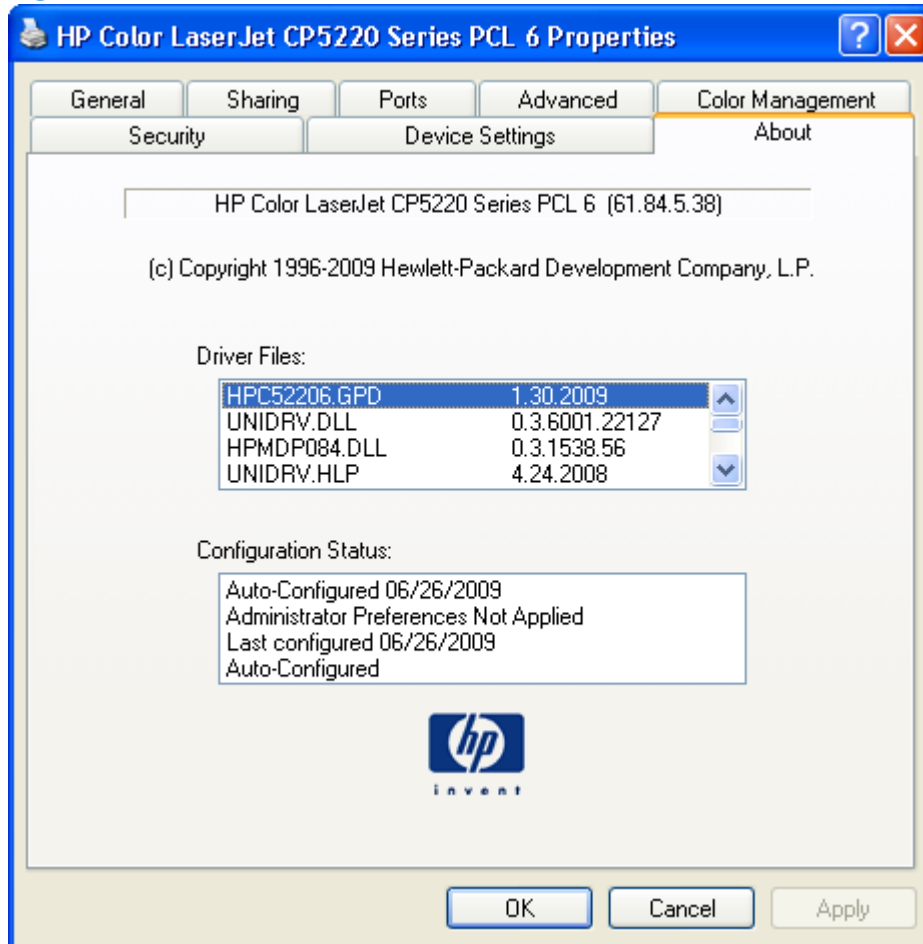 HP Color LaserJet CP5220 Series PCL 6 Properties
General Sharing Ports Advanced Color Management
Security Device Settings About
HP Color LaserJet CP5220 Series PCL 6 (61.84.5.38)
(c) Copyright 1996-2009 Hewlett-Packard Development Company, L.P.
Driver Files:
HPC52206.GPD 1.30.2009
UNIDRV.DLL 0.3.6001.22127
HPMDP084.DLL 0.3.1538.56
UNIDRV.HLP 4.24.2008
Configuration Status:
Auto-Configured 06/26/2009
Administrator Preferences Not Applied
Last configured 06/26/2009
Auto-Configured
hp
invent
OK Cancel Apply